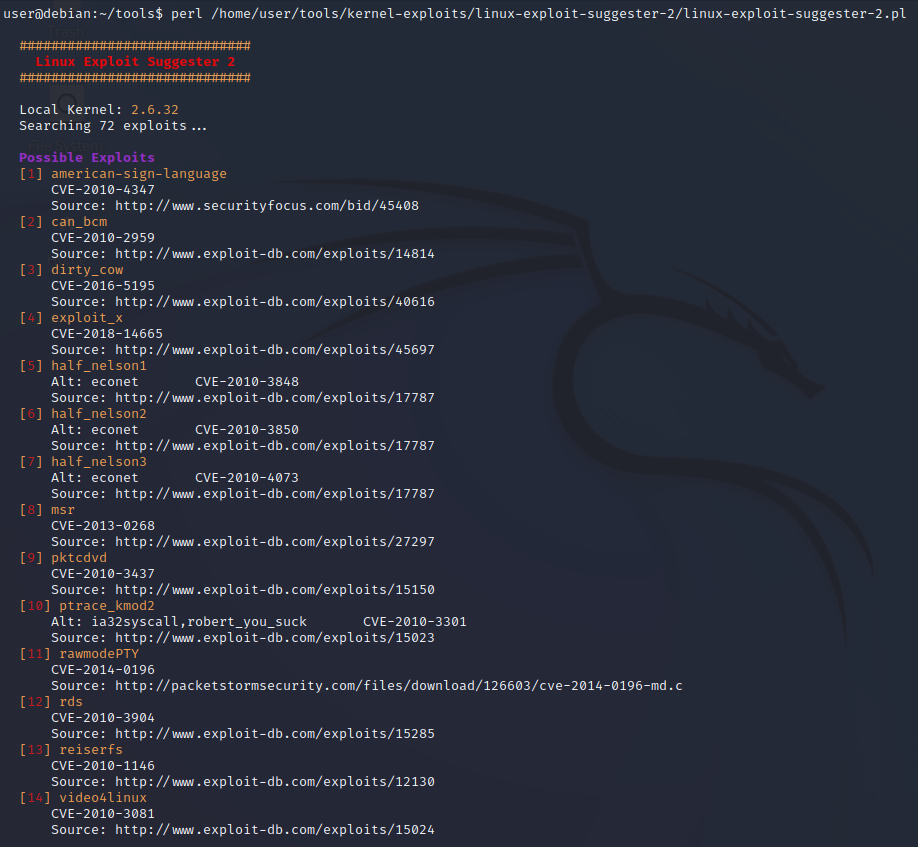 user@debian:~/tools$ perl /home/user/tools/kernel-exploits/linux-exploit-suggester-2/linux-exploit-suggester-2.pl
#############################
Linux Exploit Suggester 2
#############################
Local Kernel: 2.6.32
Searching 72 exploits...
Possible Exploits
[1] american-sign-language
CVE-2010-4347
Source: http://www.securityfocus.com/bid/45408
[2] can_bcm
CVE-2010-2959
Source: http://www.exploit-db.com/exploits/14814
[3] dirty_cow
CVE-2016-5195
Source: http://www.exploit-db.com/exploits/40616
[4] exploit_x
CVE-2018-14665
Source: http://www.exploit-db.com/exploits/45697
[5] half_nelson1
Alt: econet       CVE-2010-3848
Source: http://www.exploit-db.com/exploits/17787
[6] half_nelson2
Alt: econet       CVE-2010-3850
Source: http://www.exploit-db.com/exploits/17787
[7] half_nelson3
Alt: econet       CVE-2010-4073
Source: http://www.exploit-db.com/exploits/17787
[8] msr
CVE-2013-0268
Source: http://www.exploit-db.com/exploits/27297
[9] pktcdvd
CVE-2010-3437
Source: http://www.exploit-db.com/exploits/15150
[10] ptrace_kmod2
Alt: ia32syscall,robert_you_suck       CVE-2010-3301
Source: http://www.exploit-db.com/exploits/15023
[11] rawmodePTY
CVE-2014-0196
Source: http://packetstormsecurity.com/files/download/126603/cve-2014-0196-md.c
[12] rds
CVE-2010-3904
Source: http://www.exploit-db.com/exploits/15285
[13] reiserfs
CVE-2010-1146
Source: http://www.exploit-db.com/exploits/12130
[14] video4linux
CVE-2010-3081
Source: http://www.exploit-db.com/exploits/15024